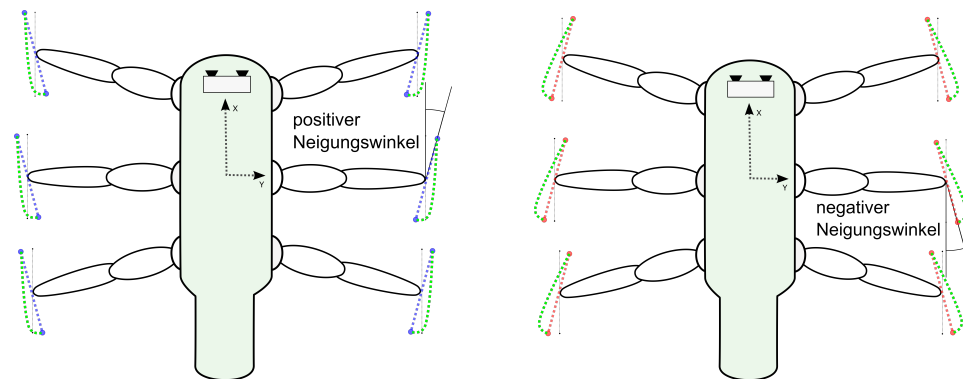 positiver
Neigungswinkel
X
Y
X
Y
negativer
Neigungswinkel